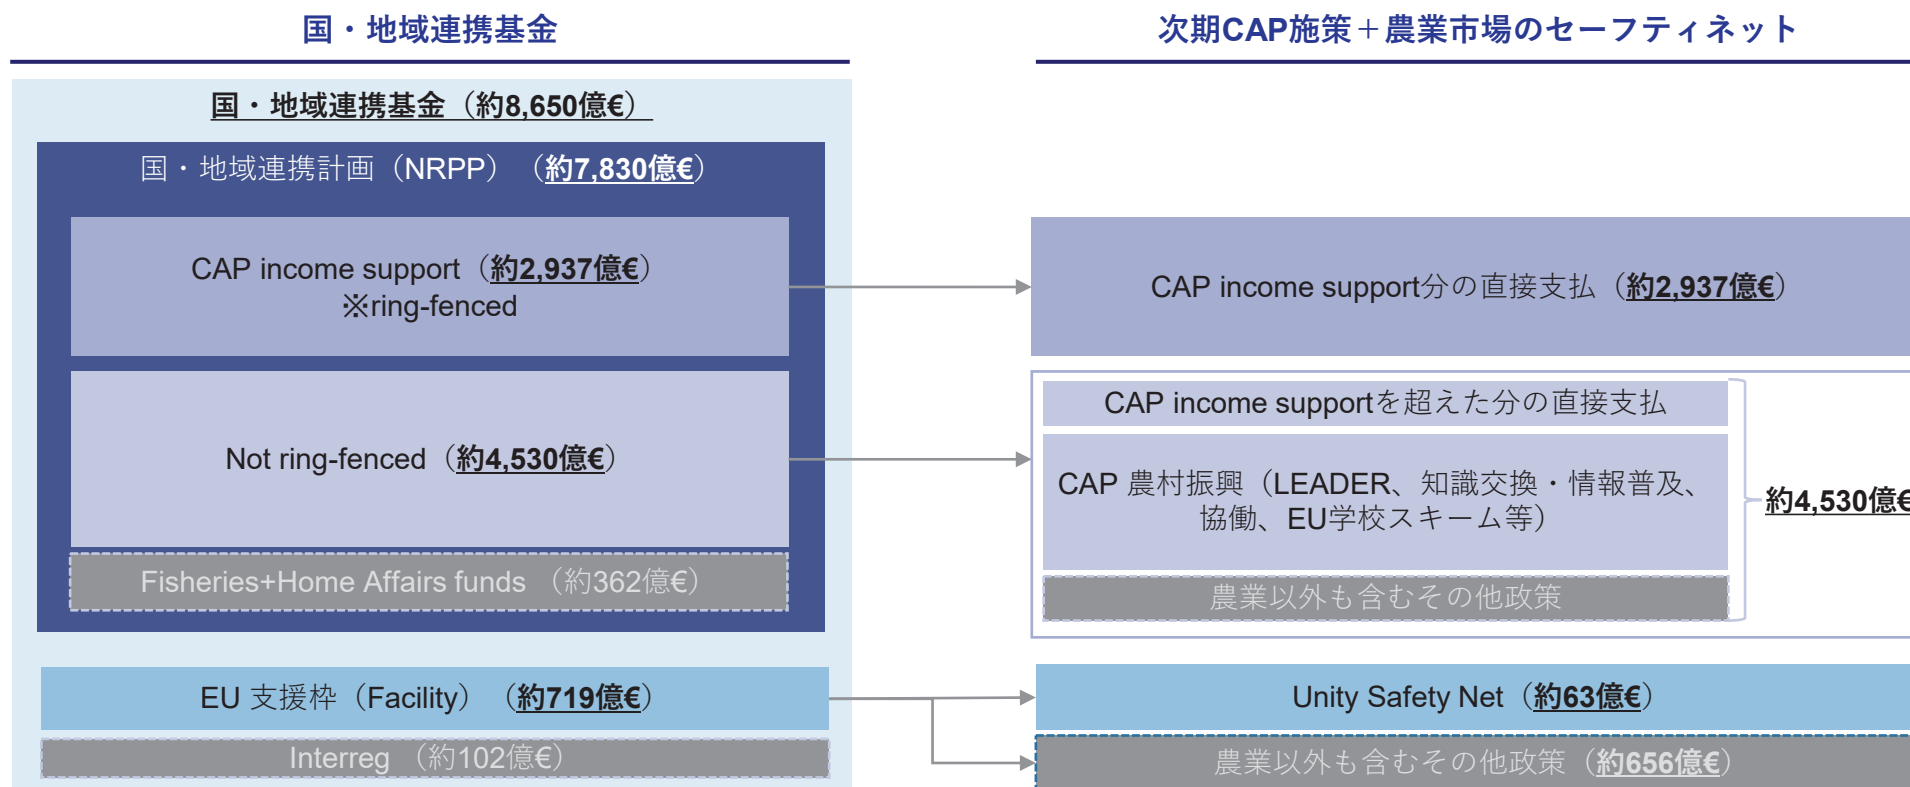 国・地域連携基金
国・地域連携基金（約8,650億€）
国・地域連携計画（NRPP）（約7,830億€）
CAP income support（約2,937億€）
※ring-fenced
Not ring-fenced（約4,530億€）
Fisheries+Home Affairs funds （約362億€）
EU 支援枠（Facility）（約719億€）
Interreg （約102億€）
次期CAP施策＋農業市場のセーフティネット
CAP income support分の直接支払（約2,937億€）
CAP income supportを超えた分の直接支払
CAP 農村振興（LEADER、知識交換・情報普及、
協働、EU学校スキーム等）
農業以外も含むその他政策
約4,530億€
Unity Safety Net（約63億€）
農業以外も含むその他政策（約656億€）